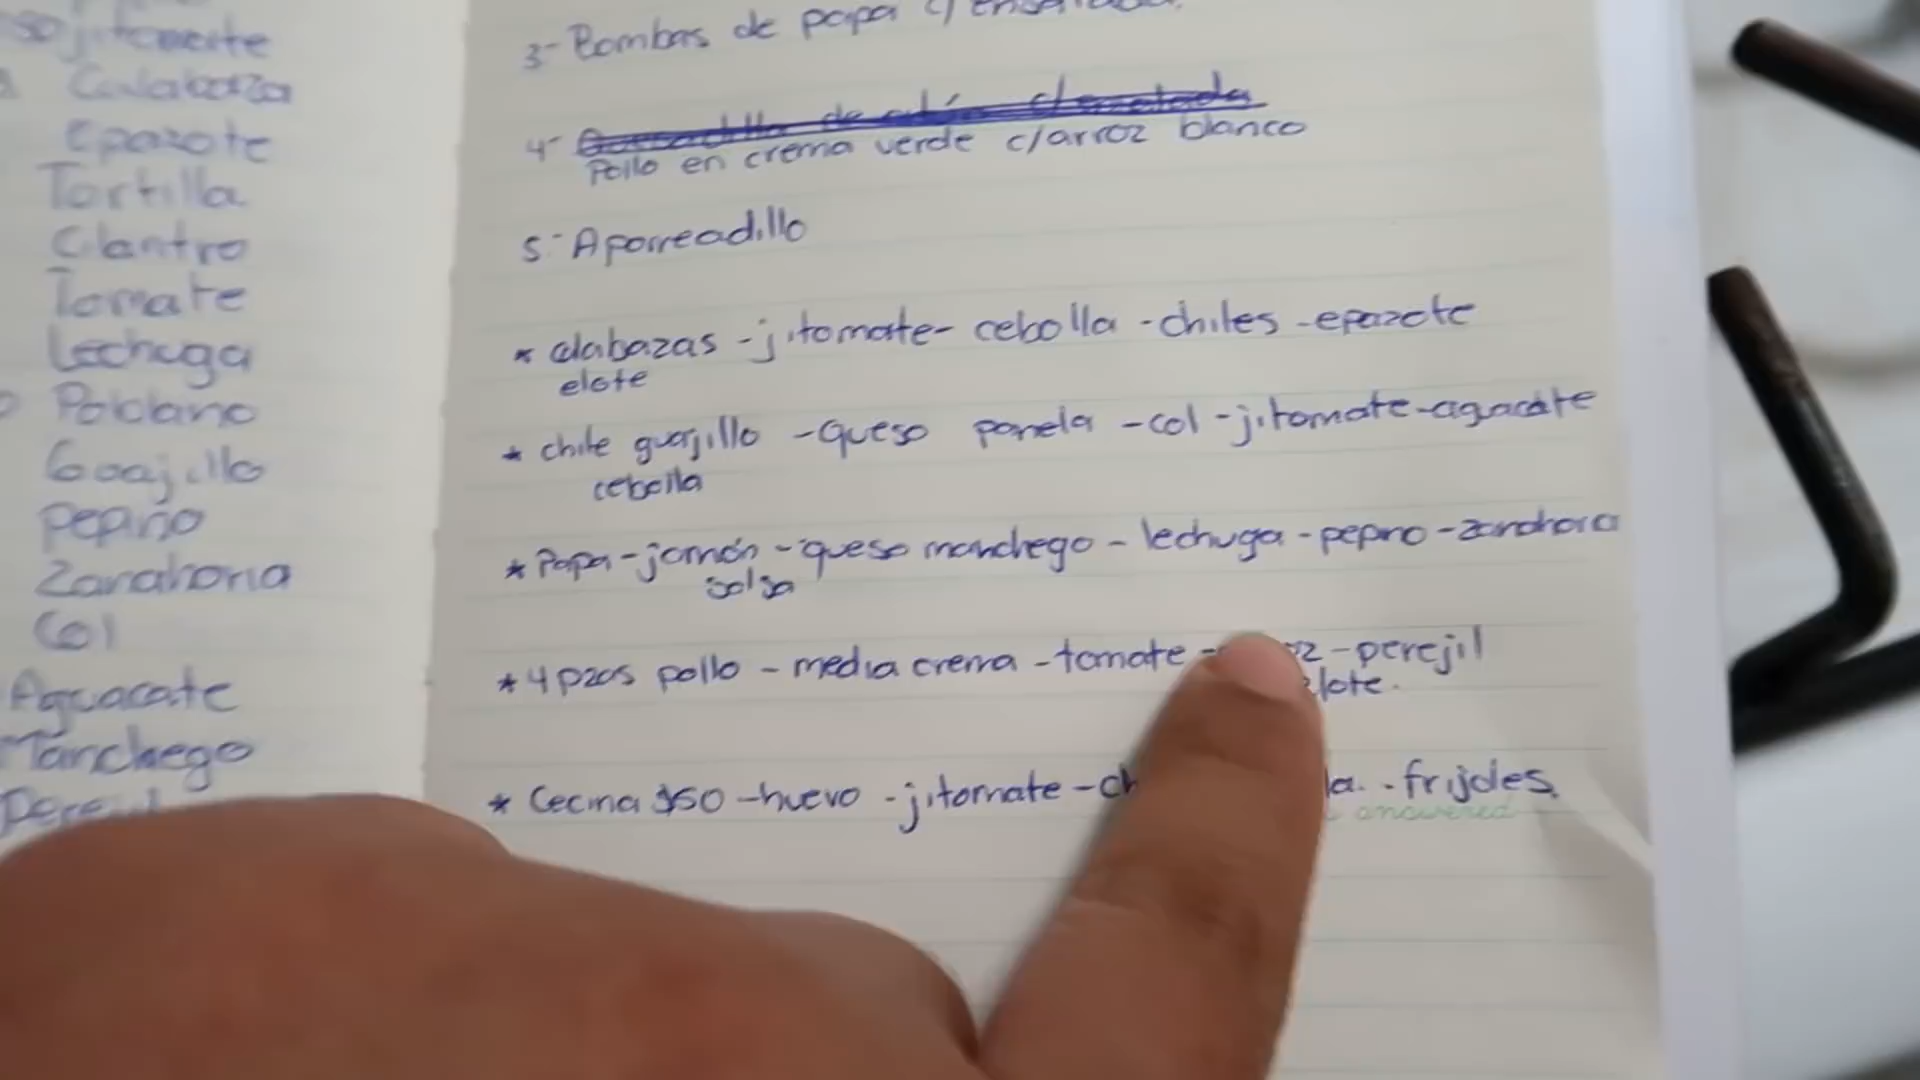 jitomate
Calabaza
Epazote
Tortilla
Cilantro
Tomate
Lechuga
Poblano
Guajillo
Pepino
Zanahoria
Col
Aguacate
Manchego
3- Bombas de papa c/ensalada.
4-
Pollo en crema verde c/arroz blanco
5.- Aporreadillo
* calabazas - jitomate - cebolla - chiles - epazote
elote
* chile guajillo - queso panela - col - jitomate - aguacate
cebolla
* Papa - jamón - queso manchego - lechuga - pepino - zanahoria
salsa
* 4 pzas pollo - media crema - tomate - - perejil
elote.
* Cecina $50 - huevo - jitomate - - frijoles.
answered